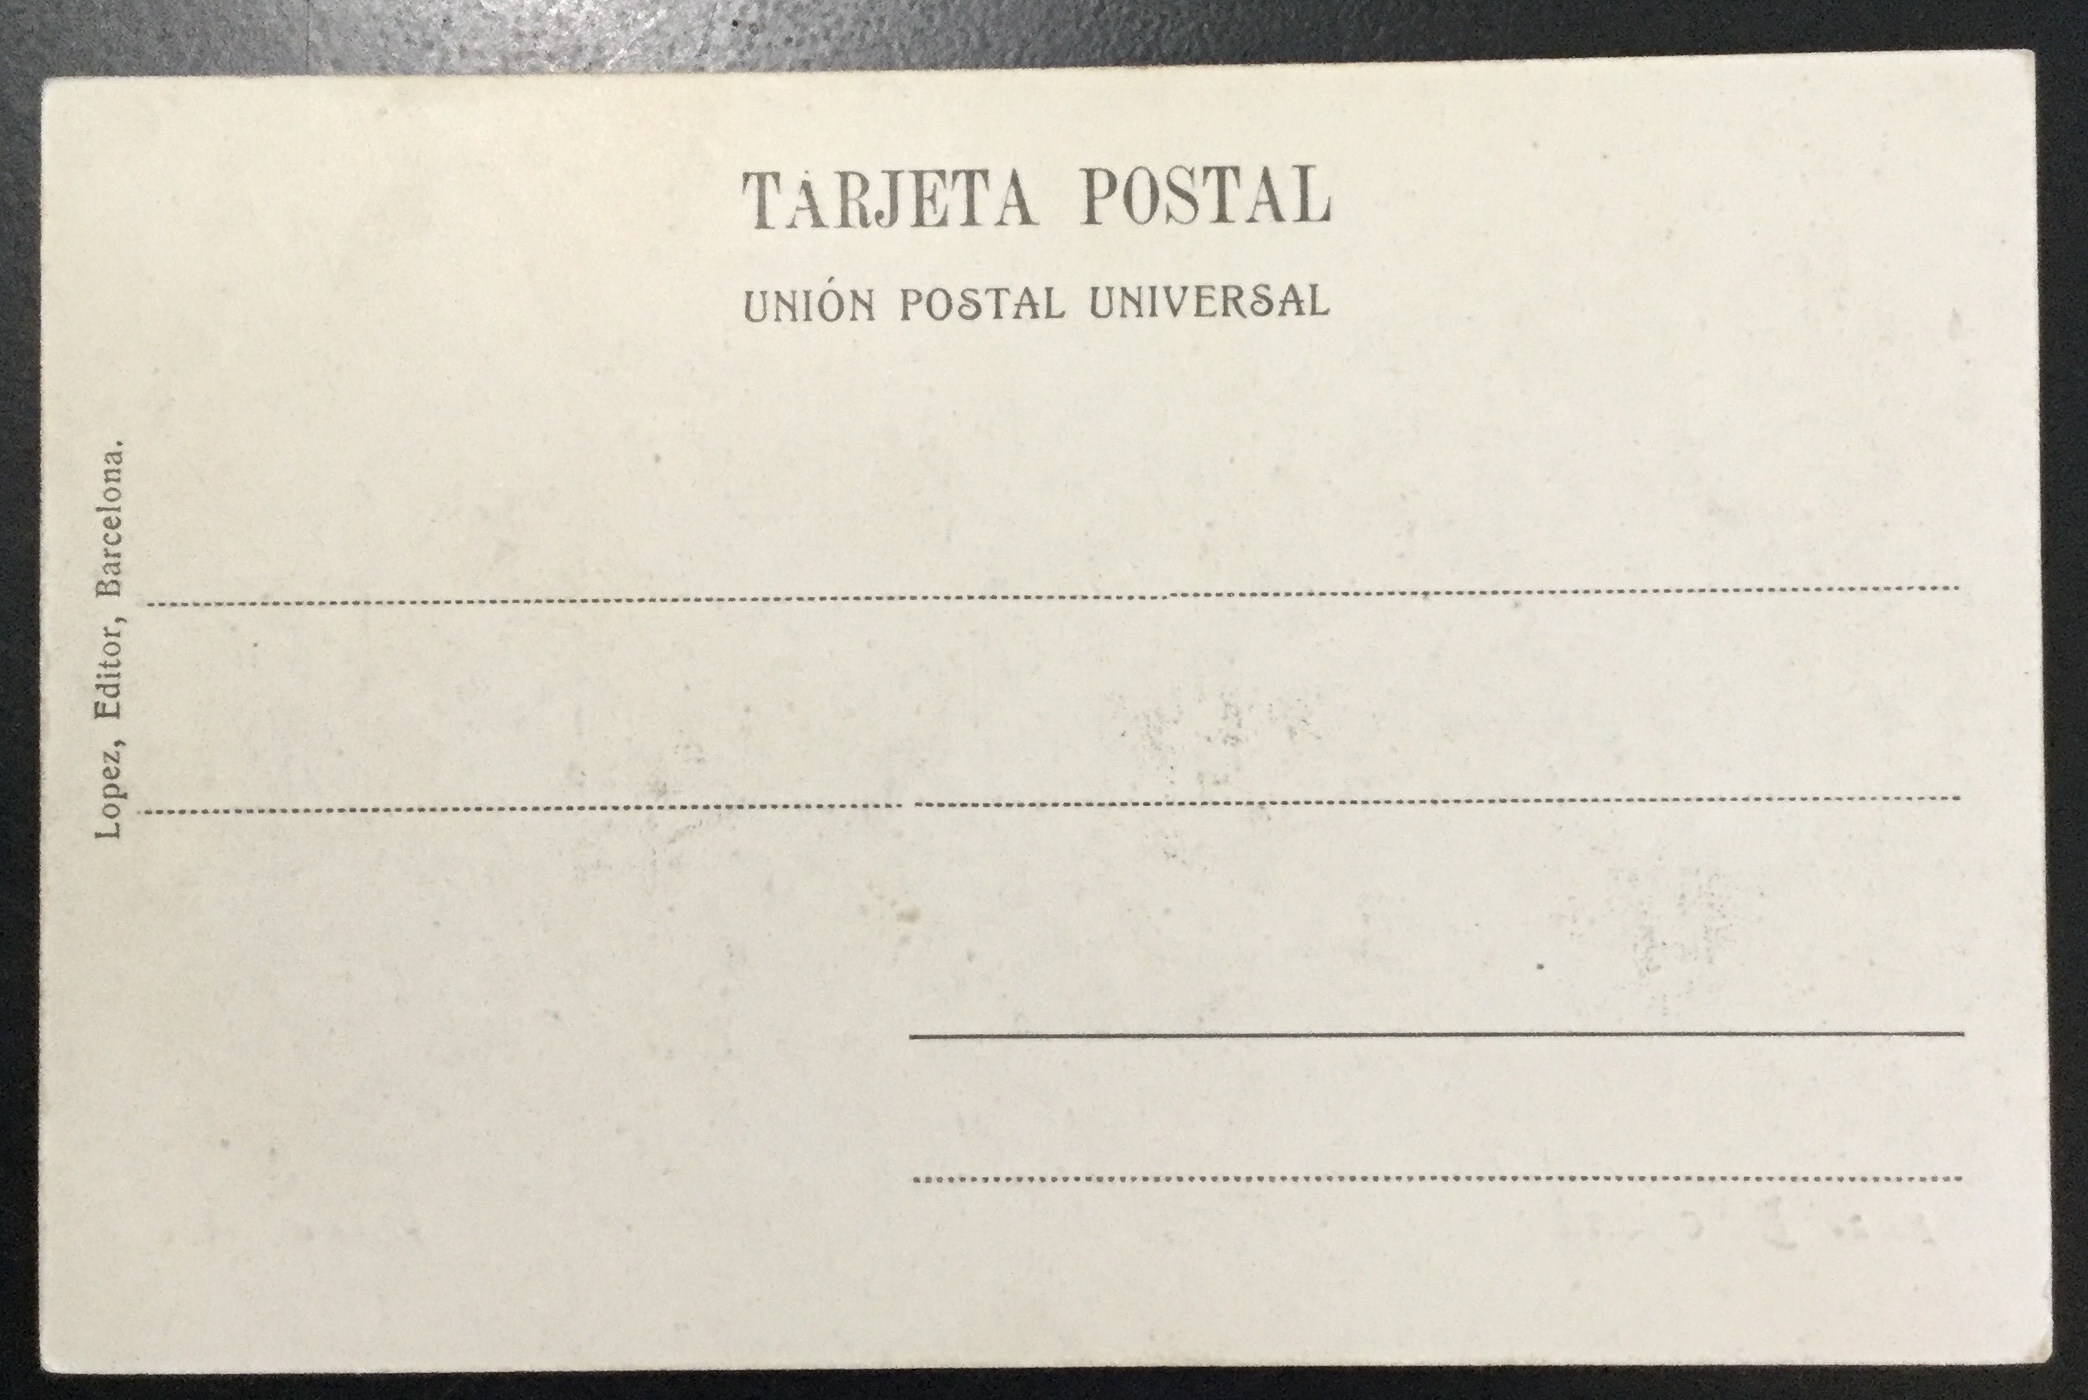 TARJETA POSTAL
UNIÓN POSTAL UNIVERSAL
Lopez, Editor, Barcelona.